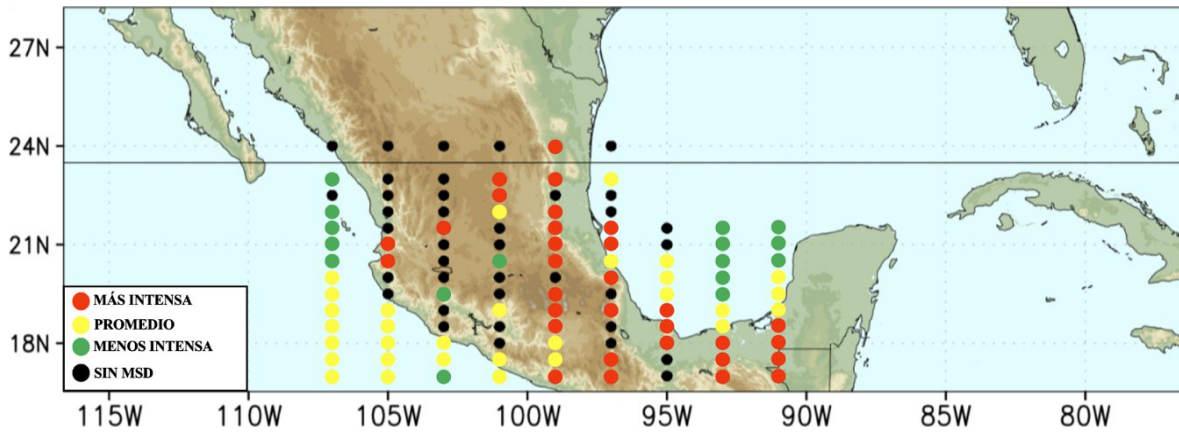 27N
24N
21N
18N
MÁS INTENSA
PROMEDIO
MENOS INTENSA
SIN MSD
115W 110W 105W 100W 95W 90W 85W 80W